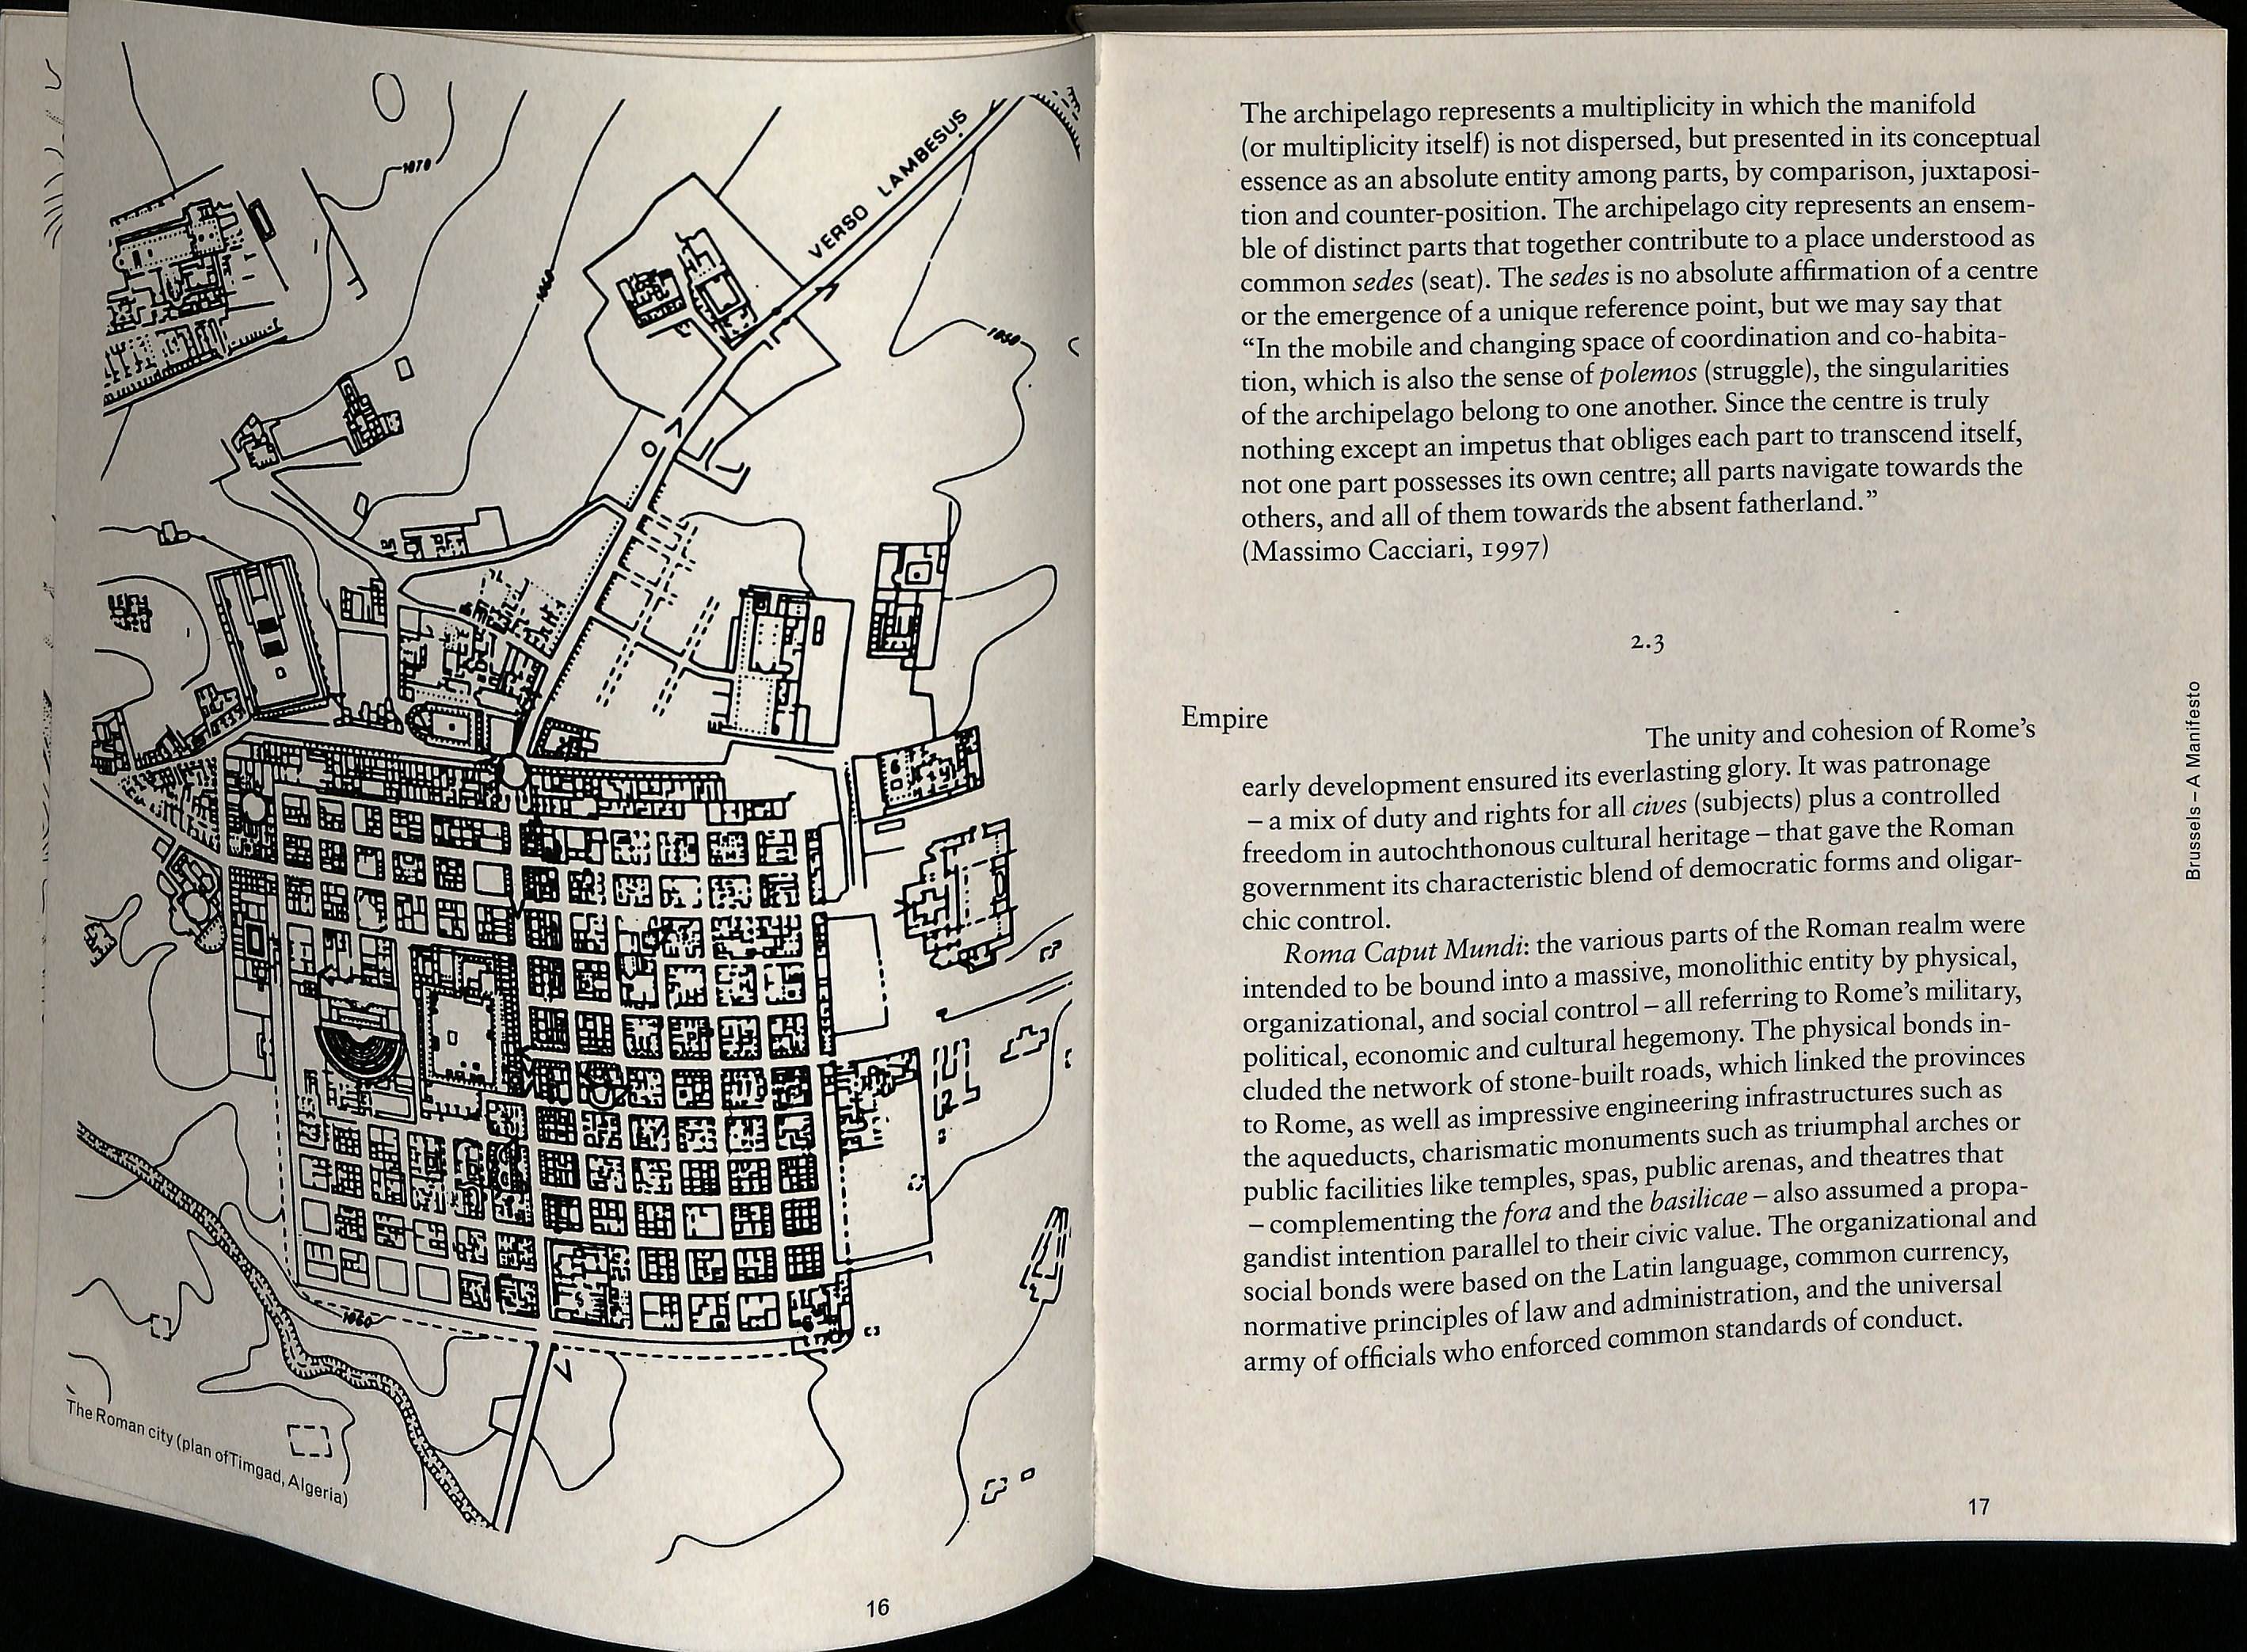 1070
VERSO LAMBESUS
1060
1050
1060
The Roman city (plan of Timgad, Algeria)
16
The archipelago represents a multiplicity in which the manifold
(or multiplicity itself) is not dispersed, but presented in its conceptual
essence as an absolute entity among parts, by comparison, juxtaposi-
tion and counter-position. The archipelago city represents an ensem-
ble of distinct parts that together contribute to a place understood as
common sedes (seat). The sedes is no absolute affirmation of a centre
or the emergence of a unique reference point, but we may say that
“In the mobile and changing space of coordination and co-habita-
tion, which is also the sense of polemos (struggle), the singularities
of the archipelago belong to one another. Since the centre is truly
nothing except an impetus that obliges each part to transcend itself,
not one part possesses its own centre; all parts navigate towards the
others, and all of them towards the absent fatherland.”
(Massimo Cacciari, 1997)
2.3
Empire
The unity and cohesion of Rome’s
early development ensured its everlasting glory. It was patronage
– a mix of duty and rights for all cives (subjects) plus a controlled
freedom in autochthonous cultural heritage – that gave the Roman
government its characteristic blend of democratic forms and oligar-
chic control.
Roma Caput Mundi: the various parts of the Roman realm were
intended to be bound into a massive, monolithic entity by physical,
organizational, and social control – all referring to Rome’s military,
political, economic and cultural hegemony. The physical bonds in-
cluded the network of stone-built roads, which linked the provinces
to Rome, as well as impressive engineering infrastructures such as
the aqueducts, charismatic monuments such as triumphal arches or
public facilities like temples, spas, public arenas, and theatres that
– complementing the fora and the basilicae – also assumed a propa-
gandist intention parallel to their civic value. The organizational and
social bonds were based on the Latin language, common currency,
normative principles of law and administration, and the universal
army of officials who enforced common standards of conduct.
Brussels – A Manifesto
17